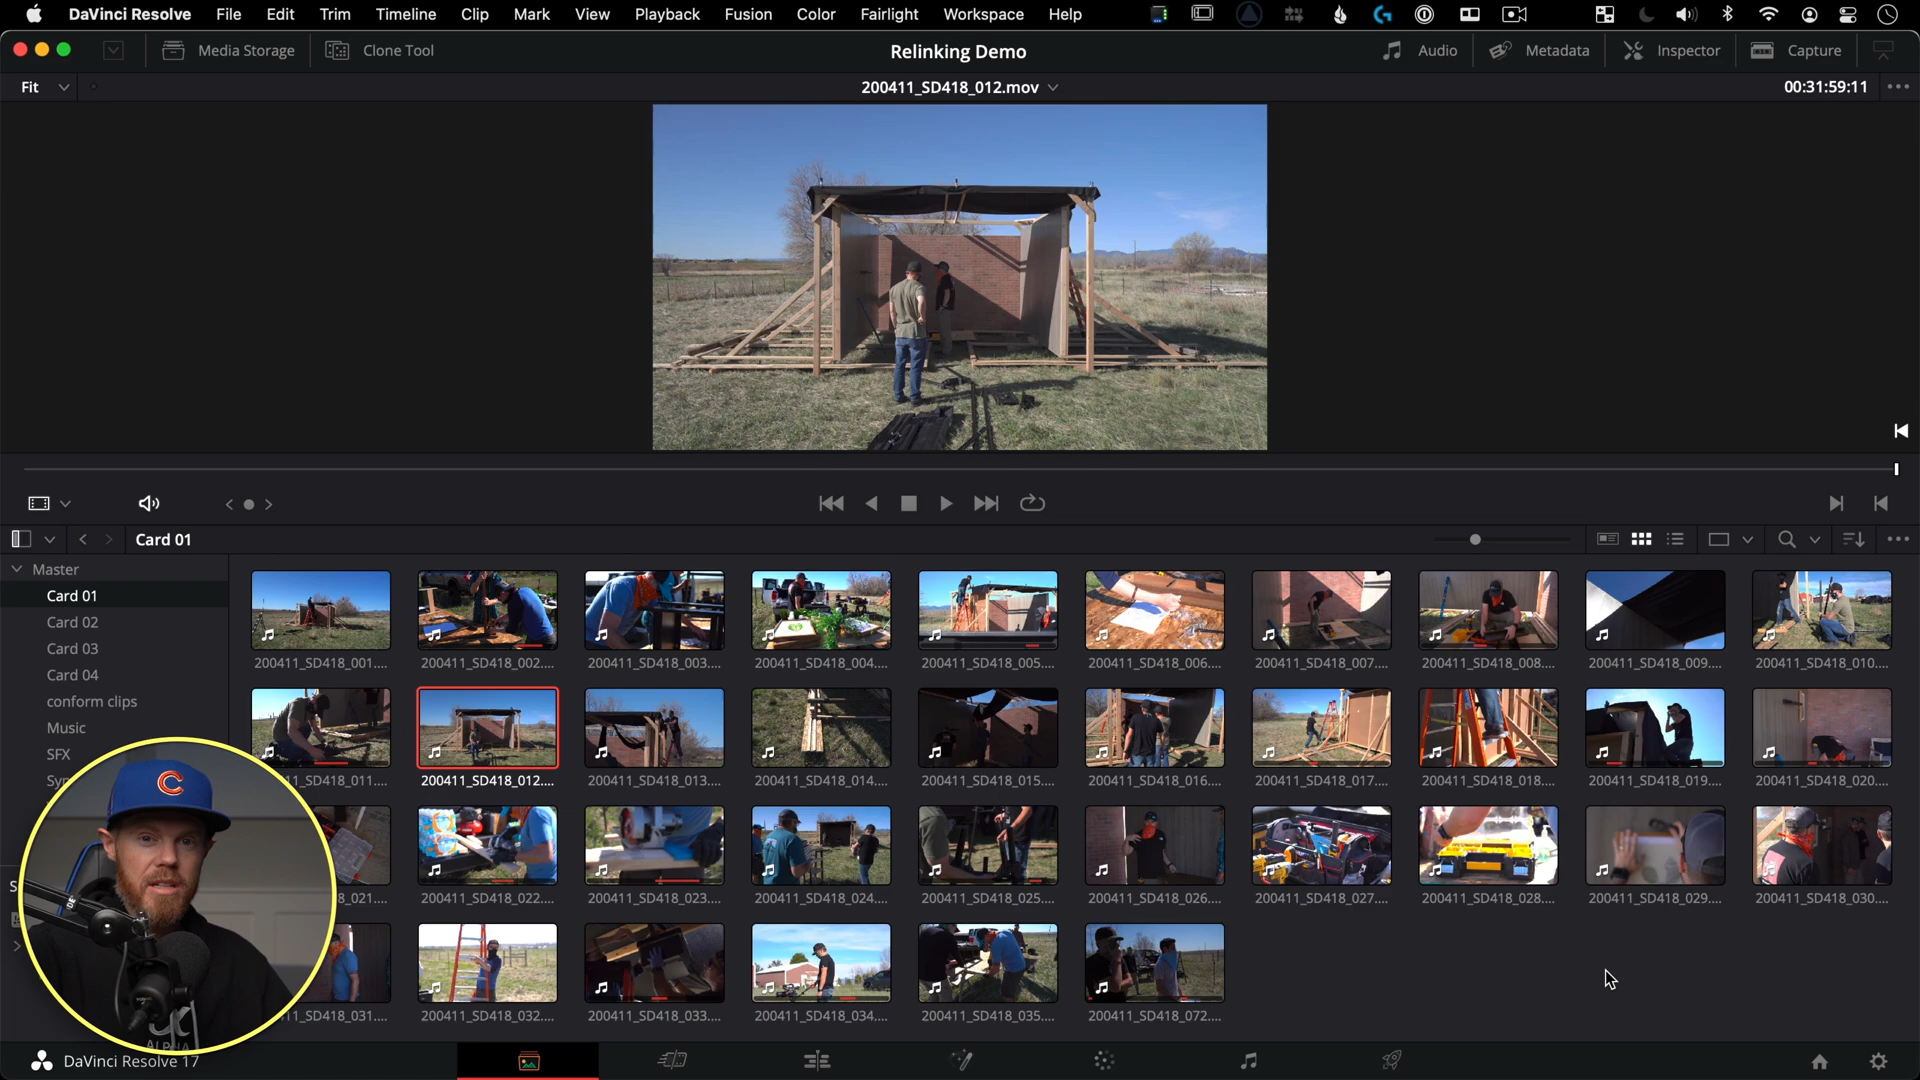 DaVinci Resolve File Edit Trim Timeline Clip Mark View Playback Fusion Color Fairlight Workspace Help
Media Storage Clone Tool Relinking Demo Audio Metadata Inspector Capture
Fit 200411_SD418_012.mov 00:31:59:11
Card 01
Master
Card 01
Card 02
Card 03
Card 04
conform clips
Music
SFX
200411_SD418_001.... 200411_SD418_002.... 200411_SD418_003.... 200411_SD418_004.... 200411_SD418_005.... 200411_SD418_006.... 200411_SD418_007.... 200411_SD418_008.... 200411_SD418_009.... 200411_SD418_010....
11_SD418_011.... 200411_SD418_012.... 200411_SD418_013.... 200411_SD418_014.... 200411_SD418_015.... 200411_SD418_016.... 200411_SD418_017.... 200411_SD418_018.... 200411_SD418_019.... 200411_SD418_020....
_021.... 200411_SD418_022.... 200411_SD418_023.... 200411_SD418_024.... 200411_SD418_025.... 200411_SD418_026.... 200411_SD418_027.... 200411_SD418_028.... 200411_SD418_029.... 200411_SD418_030....
11_SD418_031.... 200411_SD418_032.... 200411_SD418_033.... 200411_SD418_034.... 200411_SD418_035.... 200411_SD418_072....
C
ALPHA
DaVinci Resolve 17